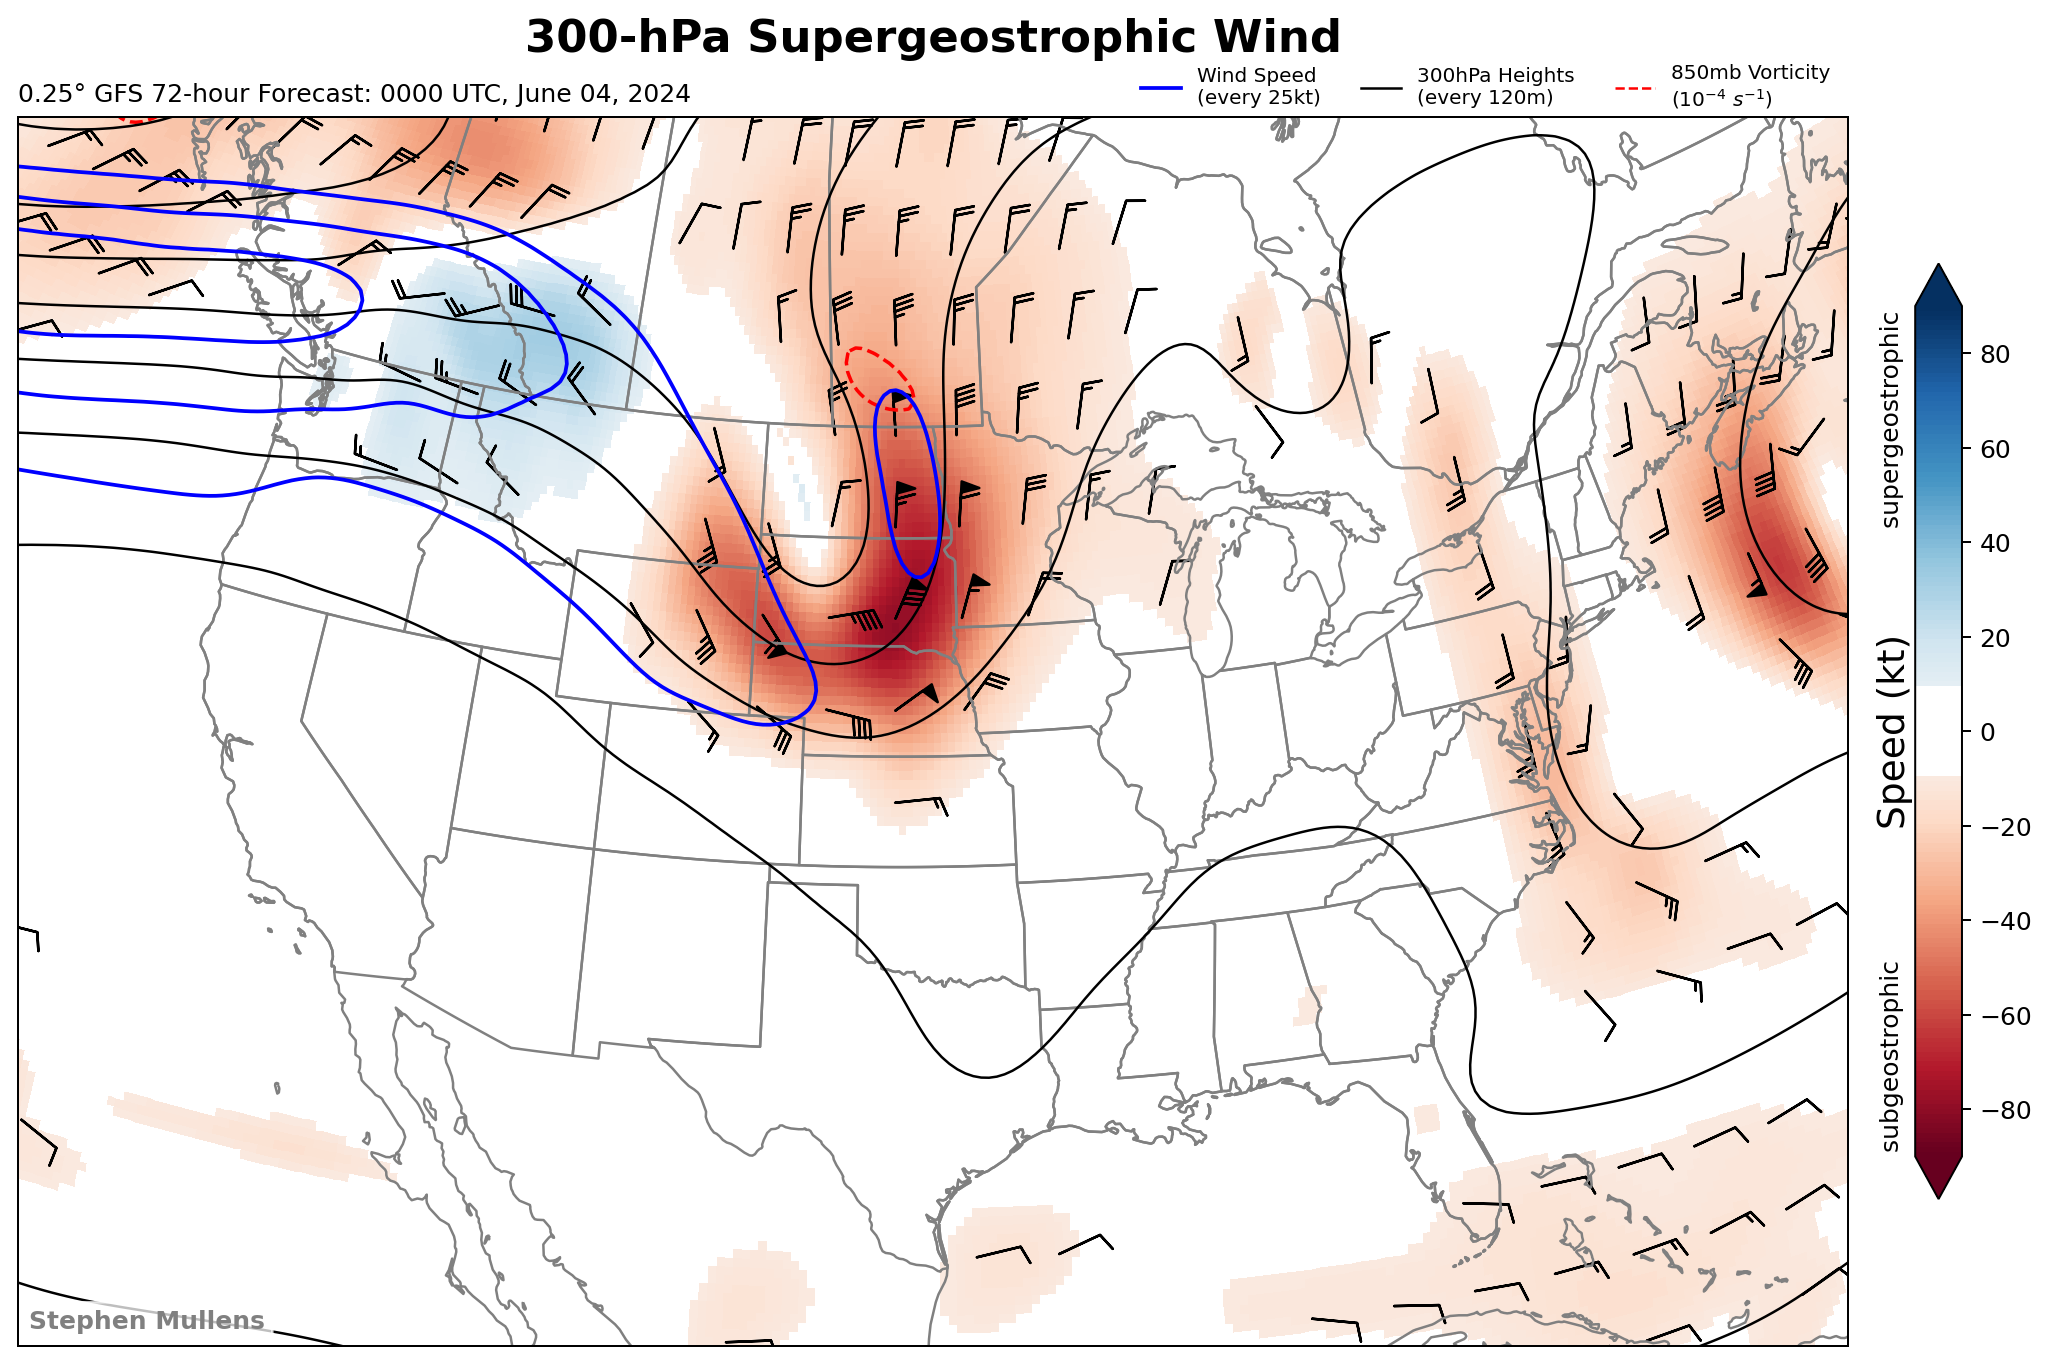 300-hPa Supergeostrophic Wind
0.25° GFS 72-hour Forecast: 0000 UTC, June 04, 2024
Wind Speed
(every 25kt)
300hPa Heights
(every 120m)
850mb Vorticity
(10⁻⁴ s⁻¹)
supergeostrophic
Speed (kt)
subgeostrophic
80
60
40
20
0
−20
−40
−60
−80
Stephen Mullens